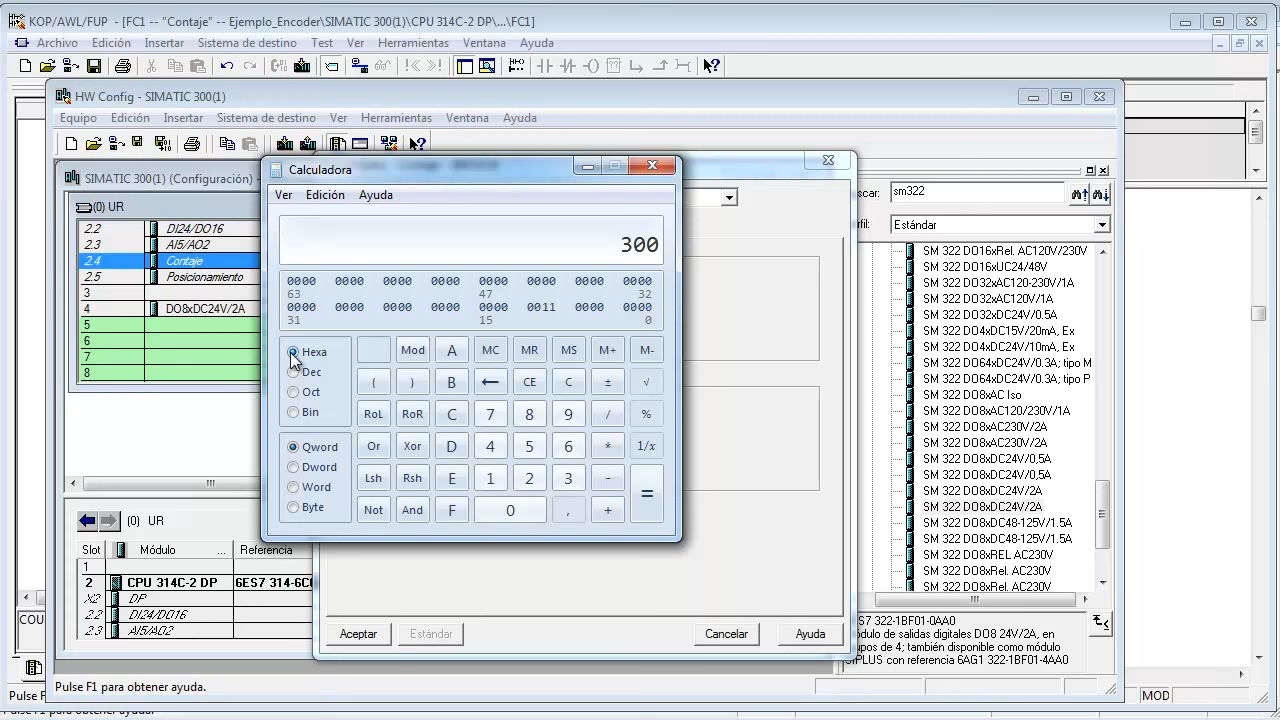 KOP/AWL/FUP - [FC1 -- "Contaje" -- Ejemplo_Encoder\SIMATIC 300(1)\CPU 314C-2 DP\...\FC1]
Archivo Edición Insertar Sistema de destino Test Ver Herramientas Ventana Ayuda
HW Config - SIMATIC 300(1)
Equipo Edición Insertar Sistema de destino Ver Herramientas Ventana Ayuda
SIMATIC 300(1) (Configuración) -
(0) UR
2.2 DI24/DO16
2.3 AI5/AO2
2.4 Contaje
2.5 Posicionamiento
3
4 DO8xDC24V/2A
5
6
7
8
(0) UR
Slot Módulo ... Referencia
1
2 CPU 314C-2 DP 6ES7 314-6C
X2 DP
2.2 DI24/DO16
2.3 AI5/AO2
Calculadora
Ver Edición Ayuda
300
0000 0000 0000 0000 0000 0000 0000 0000
63 47 32
0000 0000 0000 0000 0000 0011 0000 0000
31 15 0
Hexa Mod A MC MR MS M+ M-
Dec ( ) B ← CE C ± √
Oct
Bin RoL RoR C 7 8 9 / %
Qword Or Xor D 4 5 6 * 1/x
Dword Lsh Rsh E 1 2 3 - =
Word
Byte Not And F 0 , +
Aceptar Estándar Cancelar Ayuda
scar: sm322
rfil: Estándar
SM 322 DO16xRel. AC120V/230V
SM 322 DO16xUC24/48V
SM 322 DO32xAC120-230V/1A
SM 322 DO32xAC120V/1A
SM 322 DO32xDC24V/0.5A
SM 322 DO4xDC15V/20mA, Ex
SM 322 DO4xDC24V/10mA, Ex
SM 322 DO64xDC24V/0.3A; tipo M
SM 322 DO64xDC24V/0.3A; tipo P
SM 322 DO8xAC Iso
SM 322 DO8xAC120/230V/1A
SM 322 DO8xAC230V/2A
SM 322 DO8xAC230V/2A
SM 322 DO8xDC24V/0,5A
SM 322 DO8xDC24V/0.5A
SM 322 DO8xDC24V/2A
SM 322 DO8xDC24V/2A
SM 322 DO8xDC48-125V/1.5A
SM 322 DO8xDC48-125V/1.5A
SM 322 DO8xREL AC230V
SM 322 DO8xRel. AC230V
SM 322 DO8xRel. AC230V
ES7 322-1BF01-0AA0
ódulo de salidas digitales DO8 24V/2A, en
upos de 4, también disponible como módulo
SIPLUS con referencia 6AG1 322-1BF01-4AA0
Pulse F1 para obtener ayuda.
COU
Pulse F MOD
Pulse F1 para obtener ayuda.